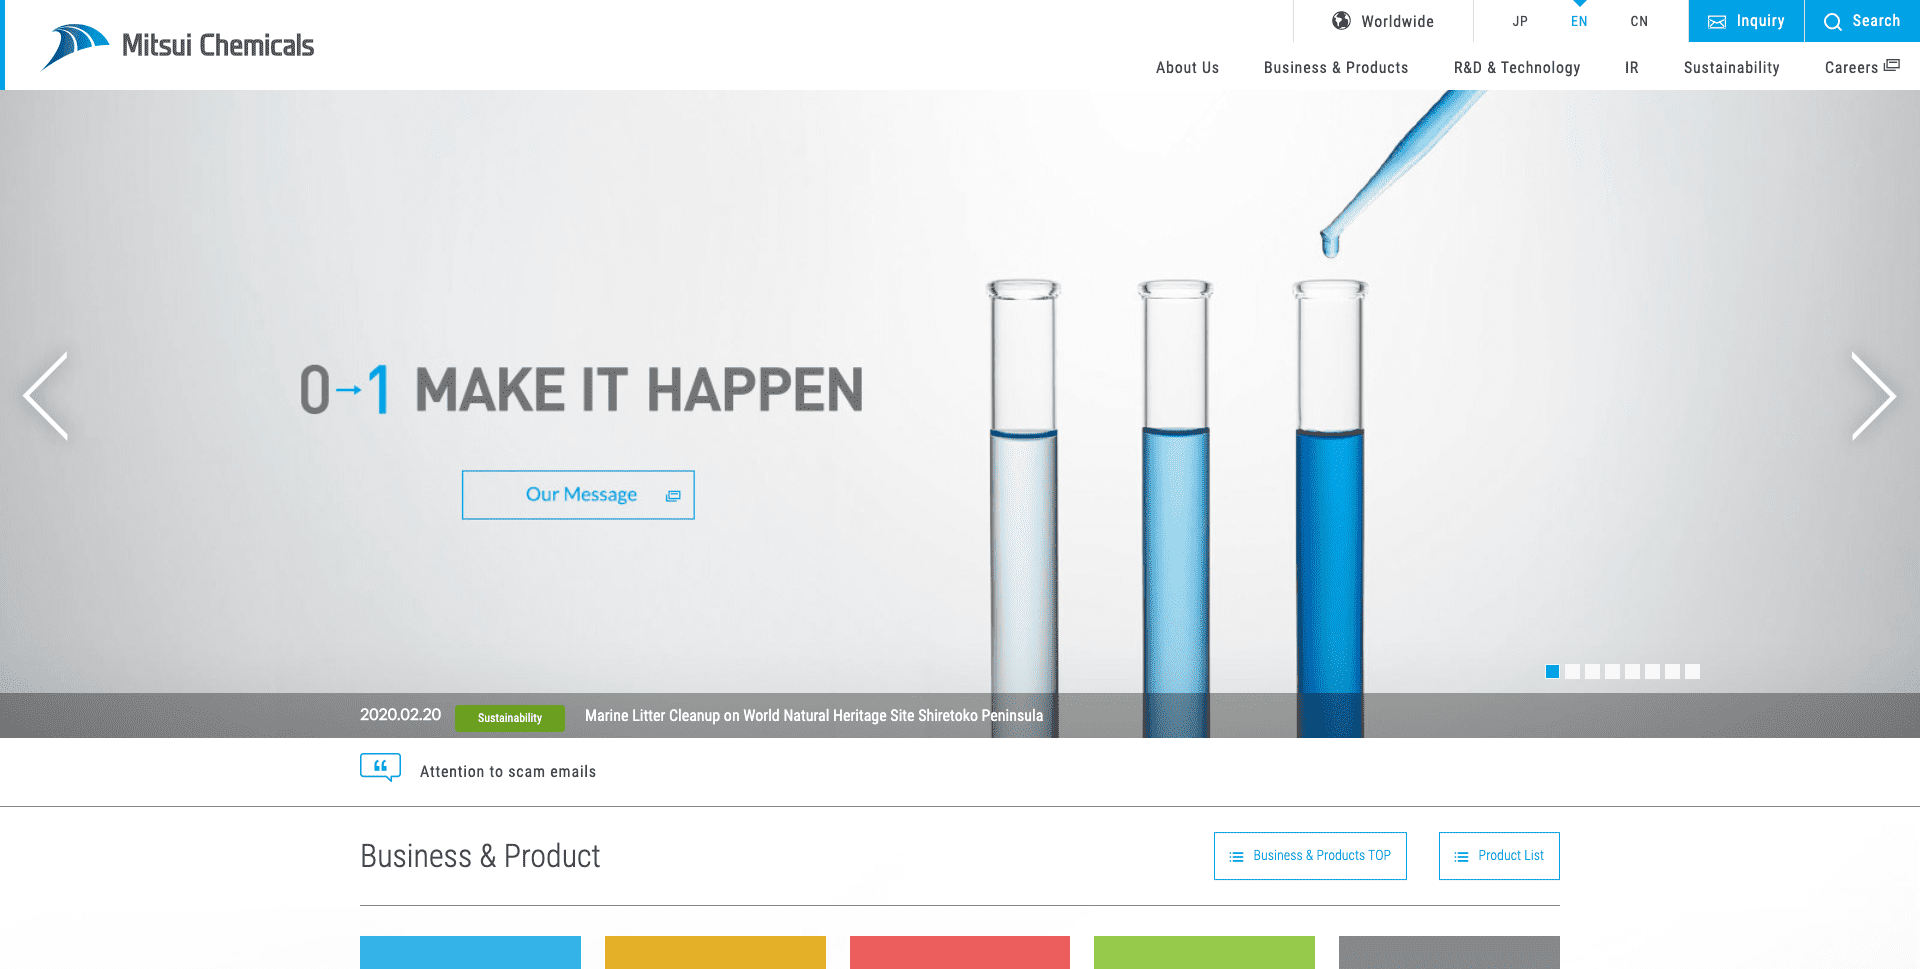 Mitsui Chemicals
Worldwide
JP
EN
CN
Inquiry
Search
About Us
Business & Products
R&D & Technology
IR
Sustainability
Careers
0→1 MAKE IT HAPPEN
Our Message
2020.02.20
Sustainability
Marine Litter Cleanup on World Natural Heritage Site Shiretoko Peninsula
Attention to scam emails
Business & Product
Business & Products TOP
Product List